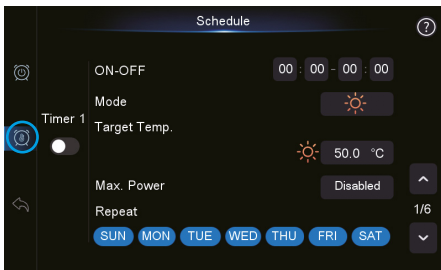 Schedule
?
ON-OFF 00 : 00 - 00 : 00
Mode
Timer 1
Target Temp.
50.0 °C
Max. Power Disabled
Repeat 1/6
SUN MON TUE WED THU FRI SAT